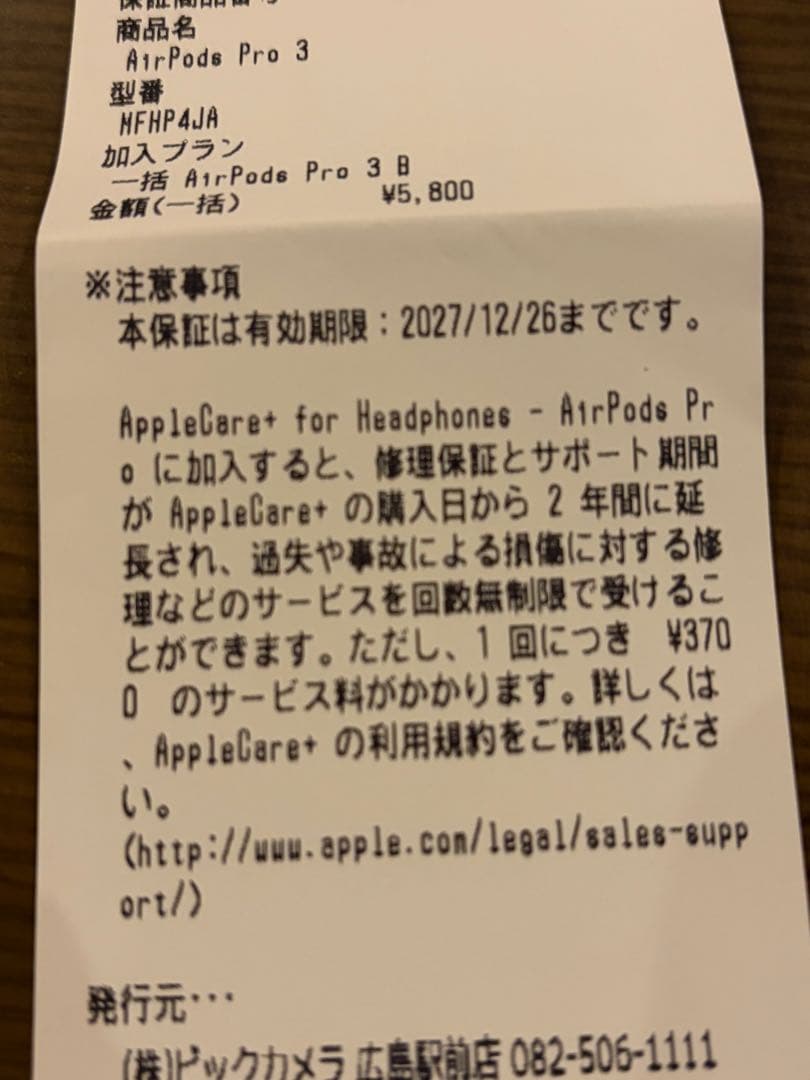 保証商品番号
商品名
AirPods Pro 3
型番
MFHP4JA
加入プラン
一括 AirPods Pro 3 B
金額(一括) ¥5,800
※注意事項
本保証は有効期限：2027/12/26までです。
AppleCare+ for Headphones - AirPods Pr
o に加入すると、修理保証とサポート期間
が AppleCare+ の購入日から 2 年間に延
長され、過失や事故による損傷に対する修
理などのサービスを回数無制限で受けるこ
とができます。ただし、1 回につき ¥370
0 のサービス料がかかります。詳しくは
、AppleCare+ の利用規約をご確認くださ
い。
(http://www.apple.com/legal/sales-supp
ort/)
発行元･･･
(株)ビックカメラ 広島駅前店 082-506-1111